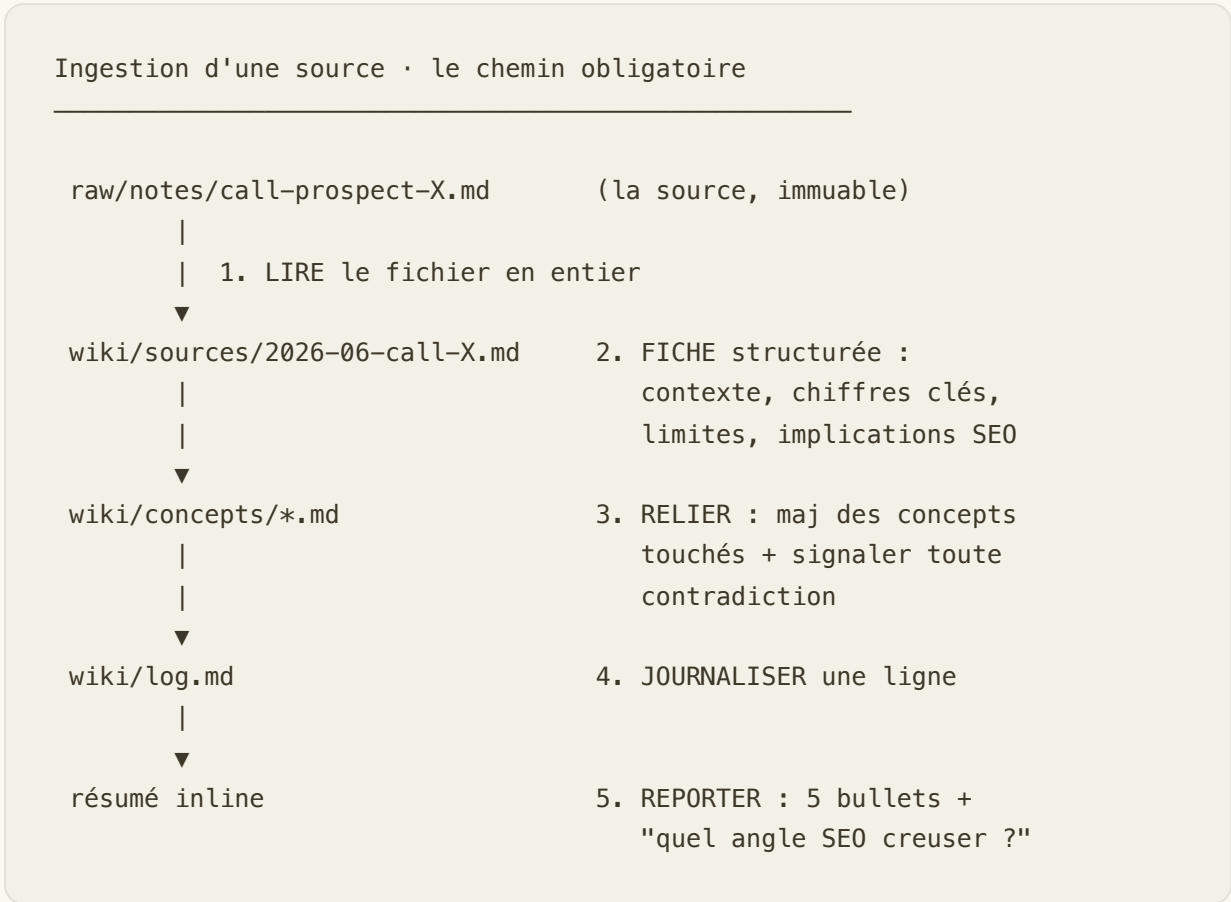 Ingestion d'une source · le chemin obligatoire
raw/notes/call-prospect-X.md (la source, immuable)
|
| 1. LIRE le fichier en entier
▼
wiki/sources/2026-06-call-X.md 2. FICHE structurée :
| contexte, chiffres clés,
| limites, implications SEO
▼
wiki/concepts/*.md 3. RELIER : maj des concepts
| touchés + signaler toute
| contradiction
▼
wiki/log.md 4. JOURNALISER une ligne
|
▼
résumé inline 5. REPORTER : 5 bullets +
"quel angle SEO creuser ?"